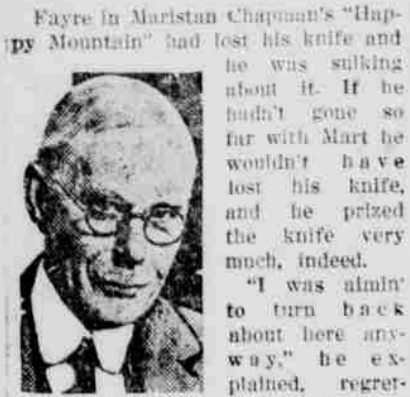 Fayre in Maristan Chapman's "Hap-
py Mountain" had lost his knife and
he was sulking
about it. If he
hadn't gone so
far with Mart he
wouldn't have
lost his knife,
and he prized
the knife very
much, indeed.
"I was aimin'
to turn back
about here any-
way," he ex-
plained, regret-